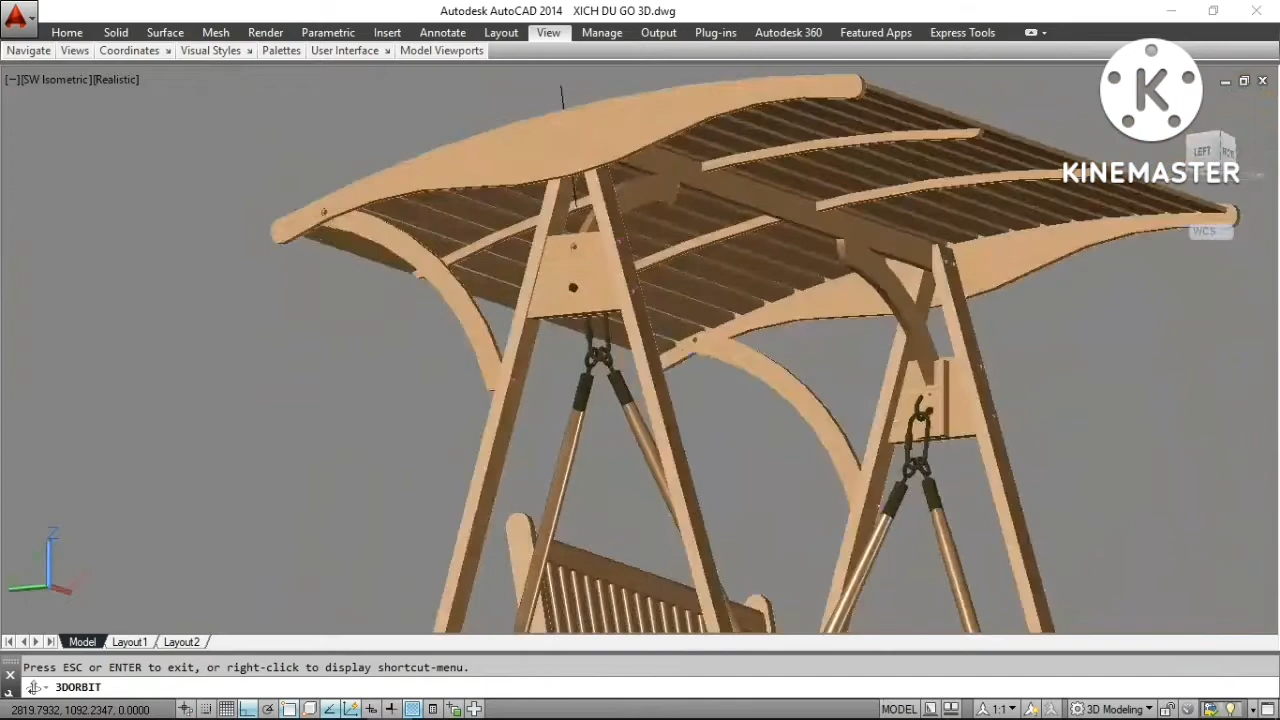 Autodesk AutoCAD 2014 XICH DU GO 3D.dwg
Home Solid Surface Mesh Render Parametric Insert Annotate Layout View Manage Output Plug-ins Autodesk 360 Featured Apps Express Tools
Navigate Views Coordinates Visual Styles Palettes User Interface Model Viewports
[−][SW Isometric][Realistic]
K
LEFT
KINEMASTER
WCS
Z
Model Layout1 Layout2
Press ESC or ENTER to exit, or right-click to display shortcut-menu.
3DORBIT
2819.7932, 1092.2347, 0.0000 MODEL 1:1 3D Modeling